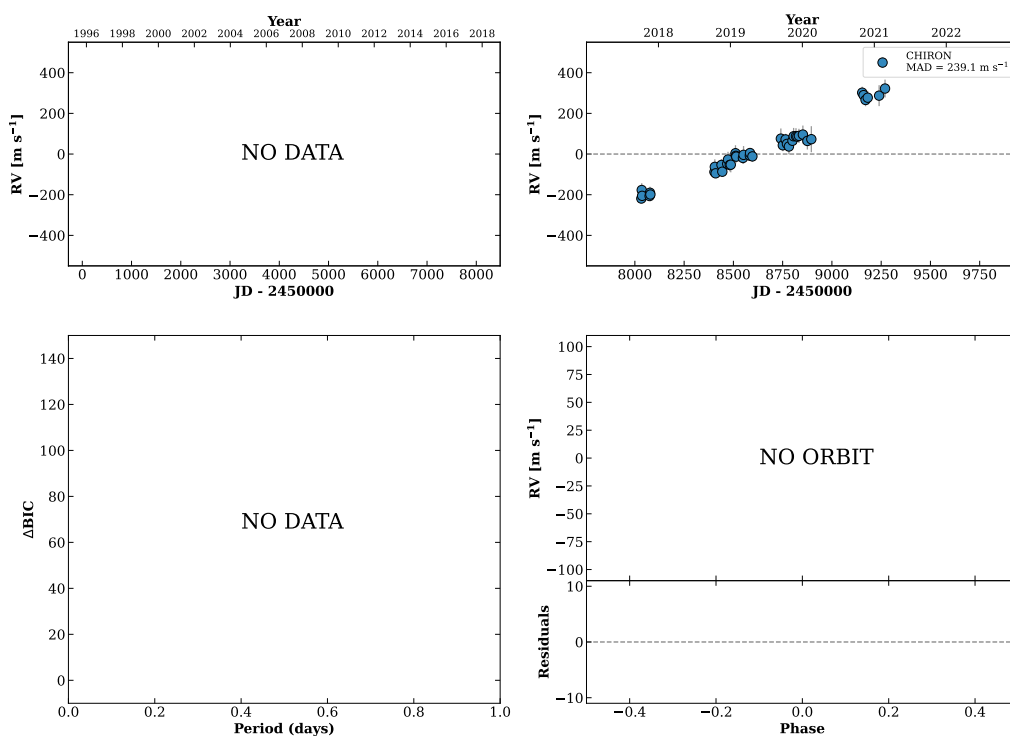 Year
1996 1998 2000 2002 2004 2006 2008 2010 2012 2014 2016 2018
RV [m s⁻¹]
400
200
0
−200
−400
NO DATA
0 1000 2000 3000 4000 5000 6000 7000 8000
JD - 2450000
Year
2018 2019 2020 2021 2022
CHIRON
MAD = 239.1 m s⁻¹
RV [m s⁻¹]
400
200
0
−200
−400
8000 8250 8500 8750 9000 9250 9500 9750
JD - 2450000
ΔBIC
140
120
100
80
60
40
20
0
NO DATA
0.0 0.2 0.4 0.6 0.8 1.0
Period (days)
RV [m s⁻¹]
100
75
50
25
0
−25
−50
−75
−100
NO ORBIT
Residuals
10
0
−10
−0.4 −0.2 0.0 0.2 0.4
Phase